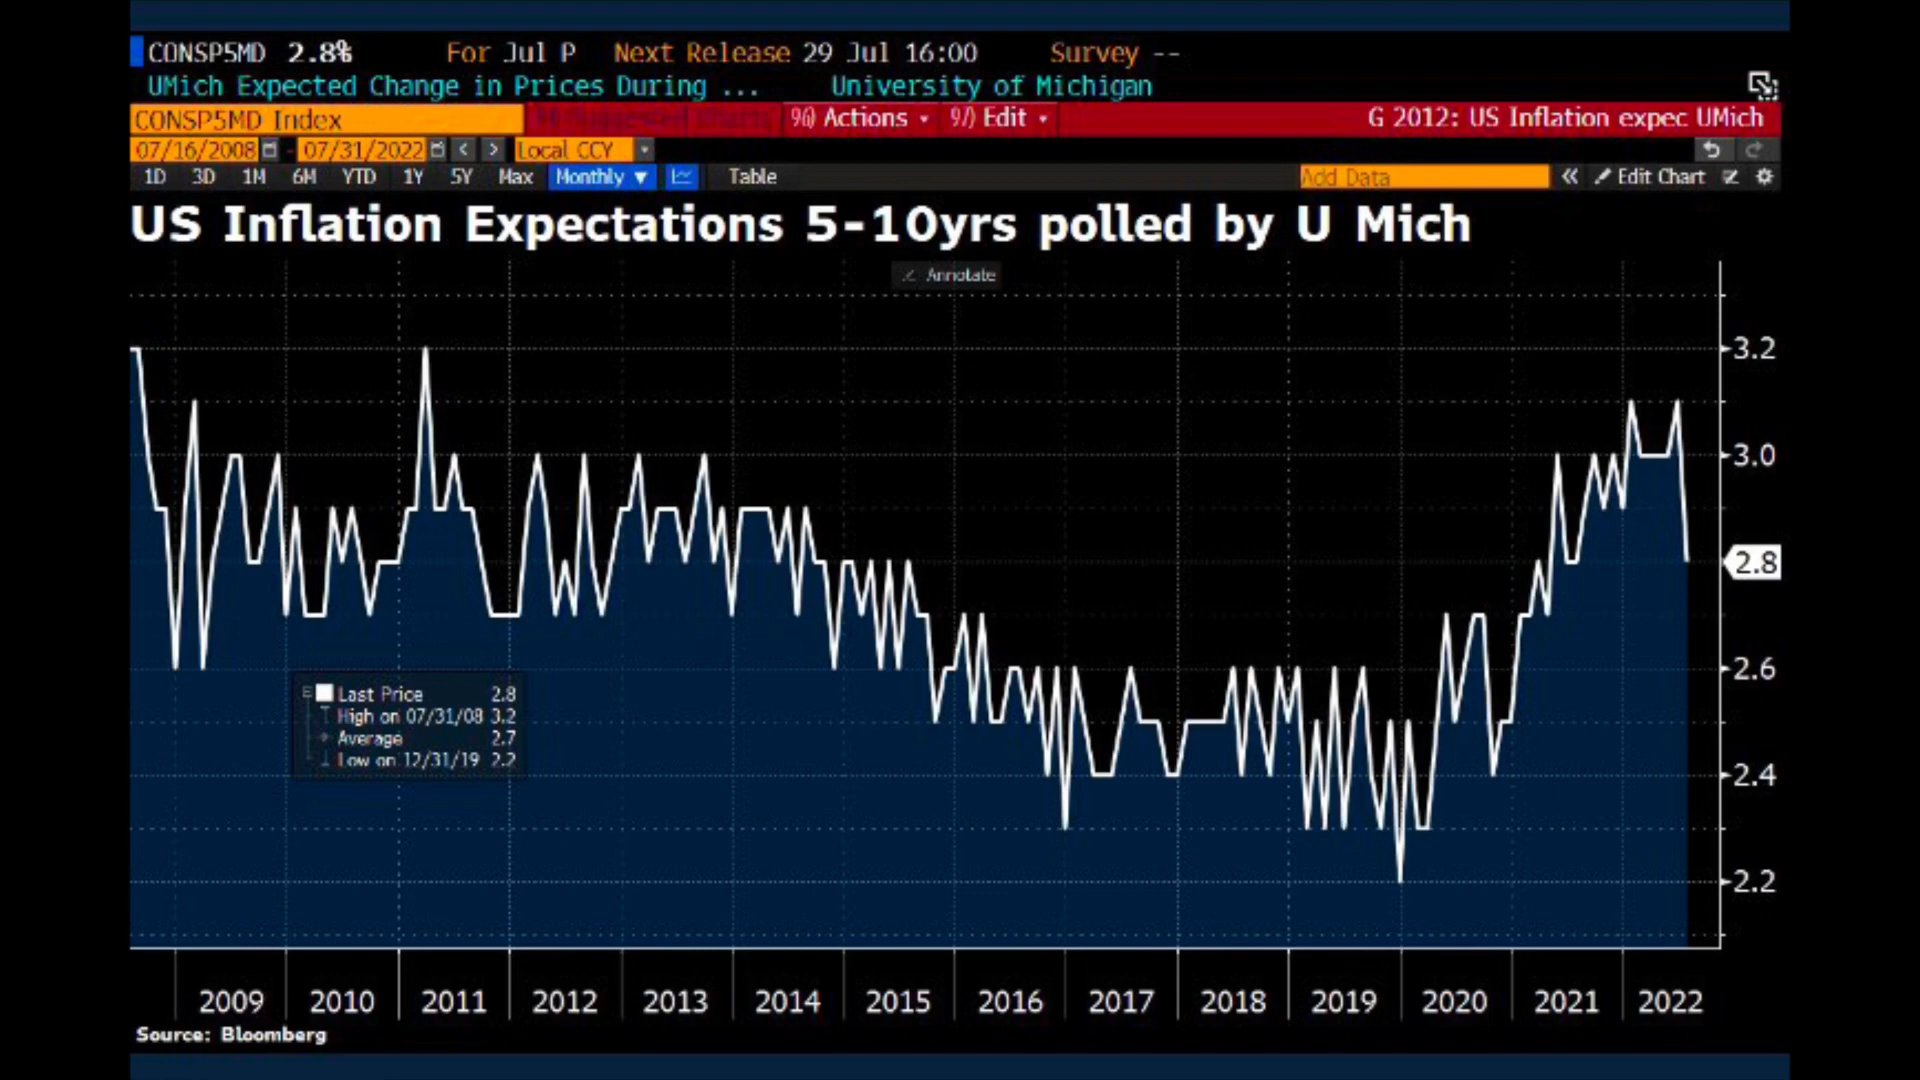 CONSP5MD 2.8% For Jul P Next Release 29 Jul 16:00 Survey --
UMich Expected Change in Prices During ... University of Michigan
CONSP5MD Index 96) Actions 97) Edit G 2012: US Inflation expec UMich
07/16/2008 - 07/31/2022 < > Local CCY
1D 3D 1M 6M YTD 1Y 5Y Max Monthly ▼ Table Add Data « Edit Chart
US Inflation Expectations 5-10yrs polled by U Mich
Annotate
3.2
3.0
2.8
2.6
2.4
2.2
Last Price 2.8
High on 07/31/08 3.2
Average 2.7
Low on 12/31/19 2.2
2009 2010 2011 2012 2013 2014 2015 2016 2017 2018 2019 2020 2021 2022
Source: Bloomberg